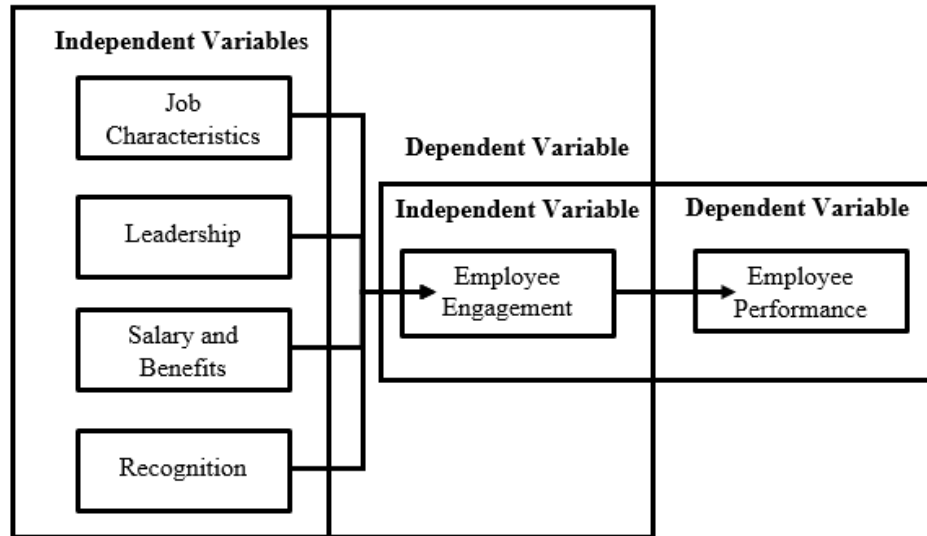 Independent Variables
Job
Characteristics
Leadership
Salary and
Benefits
Recognition
Dependent Variable
Independent Variable
Employee
Engagement
Dependent Variable
Employee
Performance